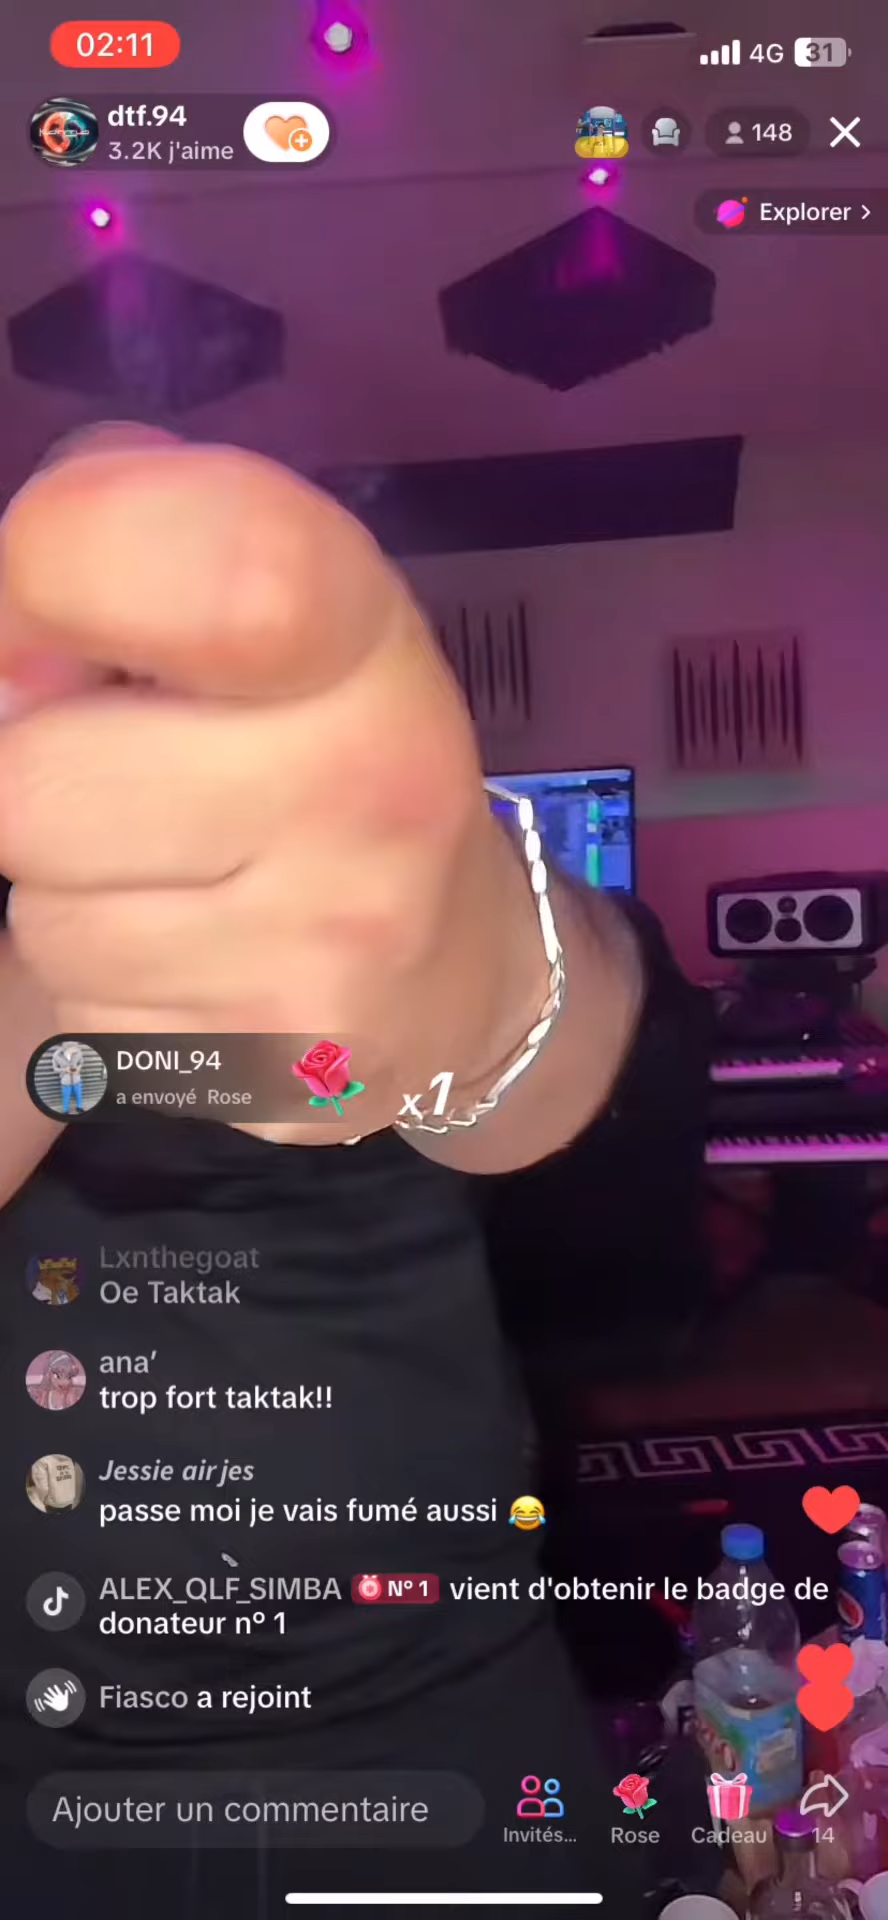 02:11
4G
31
dtf.94
3.2K j'aime
148
Explorer
DONI_94
a envoyé Rose
x1
Lxnthegoat
Oe Taktak
ana’
trop fort taktak!!
Jessie air jes
passe moi je vais fumé aussi 😂
ALEX_QLF_SIMBA N° 1 vient d'obtenir le badge de
donateur n° 1
Fiasco a rejoint
Ajouter un commentaire
Invités...
Rose
Cadeau
14